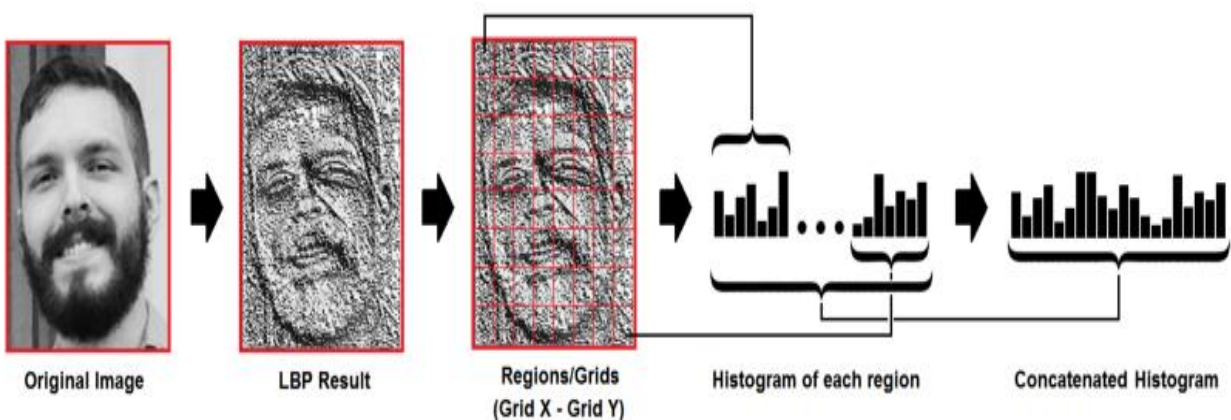 Original Image
LBP Result
Regions/Grids
(Grid X - Grid Y)
Histogram of each region
Concatenated Histogram